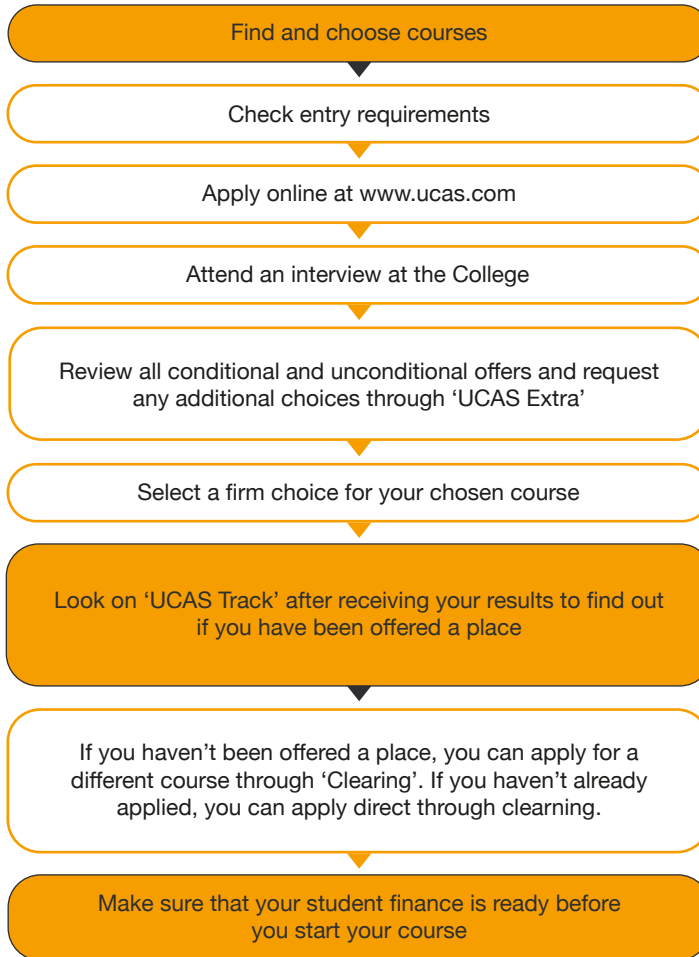 Find and choose courses
Check entry requirements
Apply online at www.ucas.com
Attend an interview at the College
Review all conditional and unconditional offers and request
any additional choices through ‘UCAS Extra’
Select a firm choice for your chosen course
Look on ‘UCAS Track’ after receiving your results to find out
if you have been offered a place
If you haven’t been offered a place, you can apply for a
different course through ‘Clearing’. If you haven’t already
applied, you can apply direct through clearning.
Make sure that your student finance is ready before
you start your course